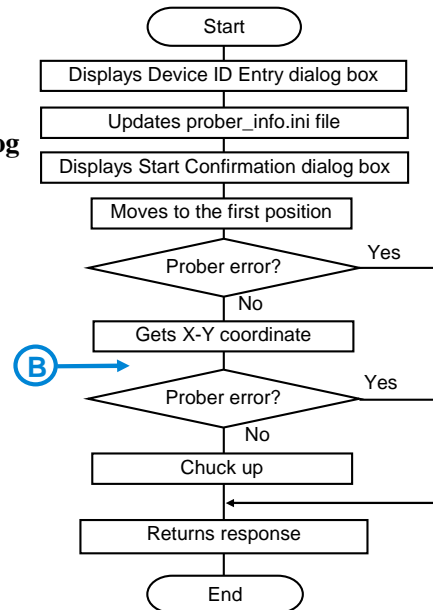 Start
Displays Device ID Entry dialog box
Updates prober_info.ini file
og
Displays Start Confirmation dialog box
Moves to the first position
Prober error?
Yes
No
Gets X-Y coordinate
B
Prober error?
Yes
No
Chuck up
Returns response
End